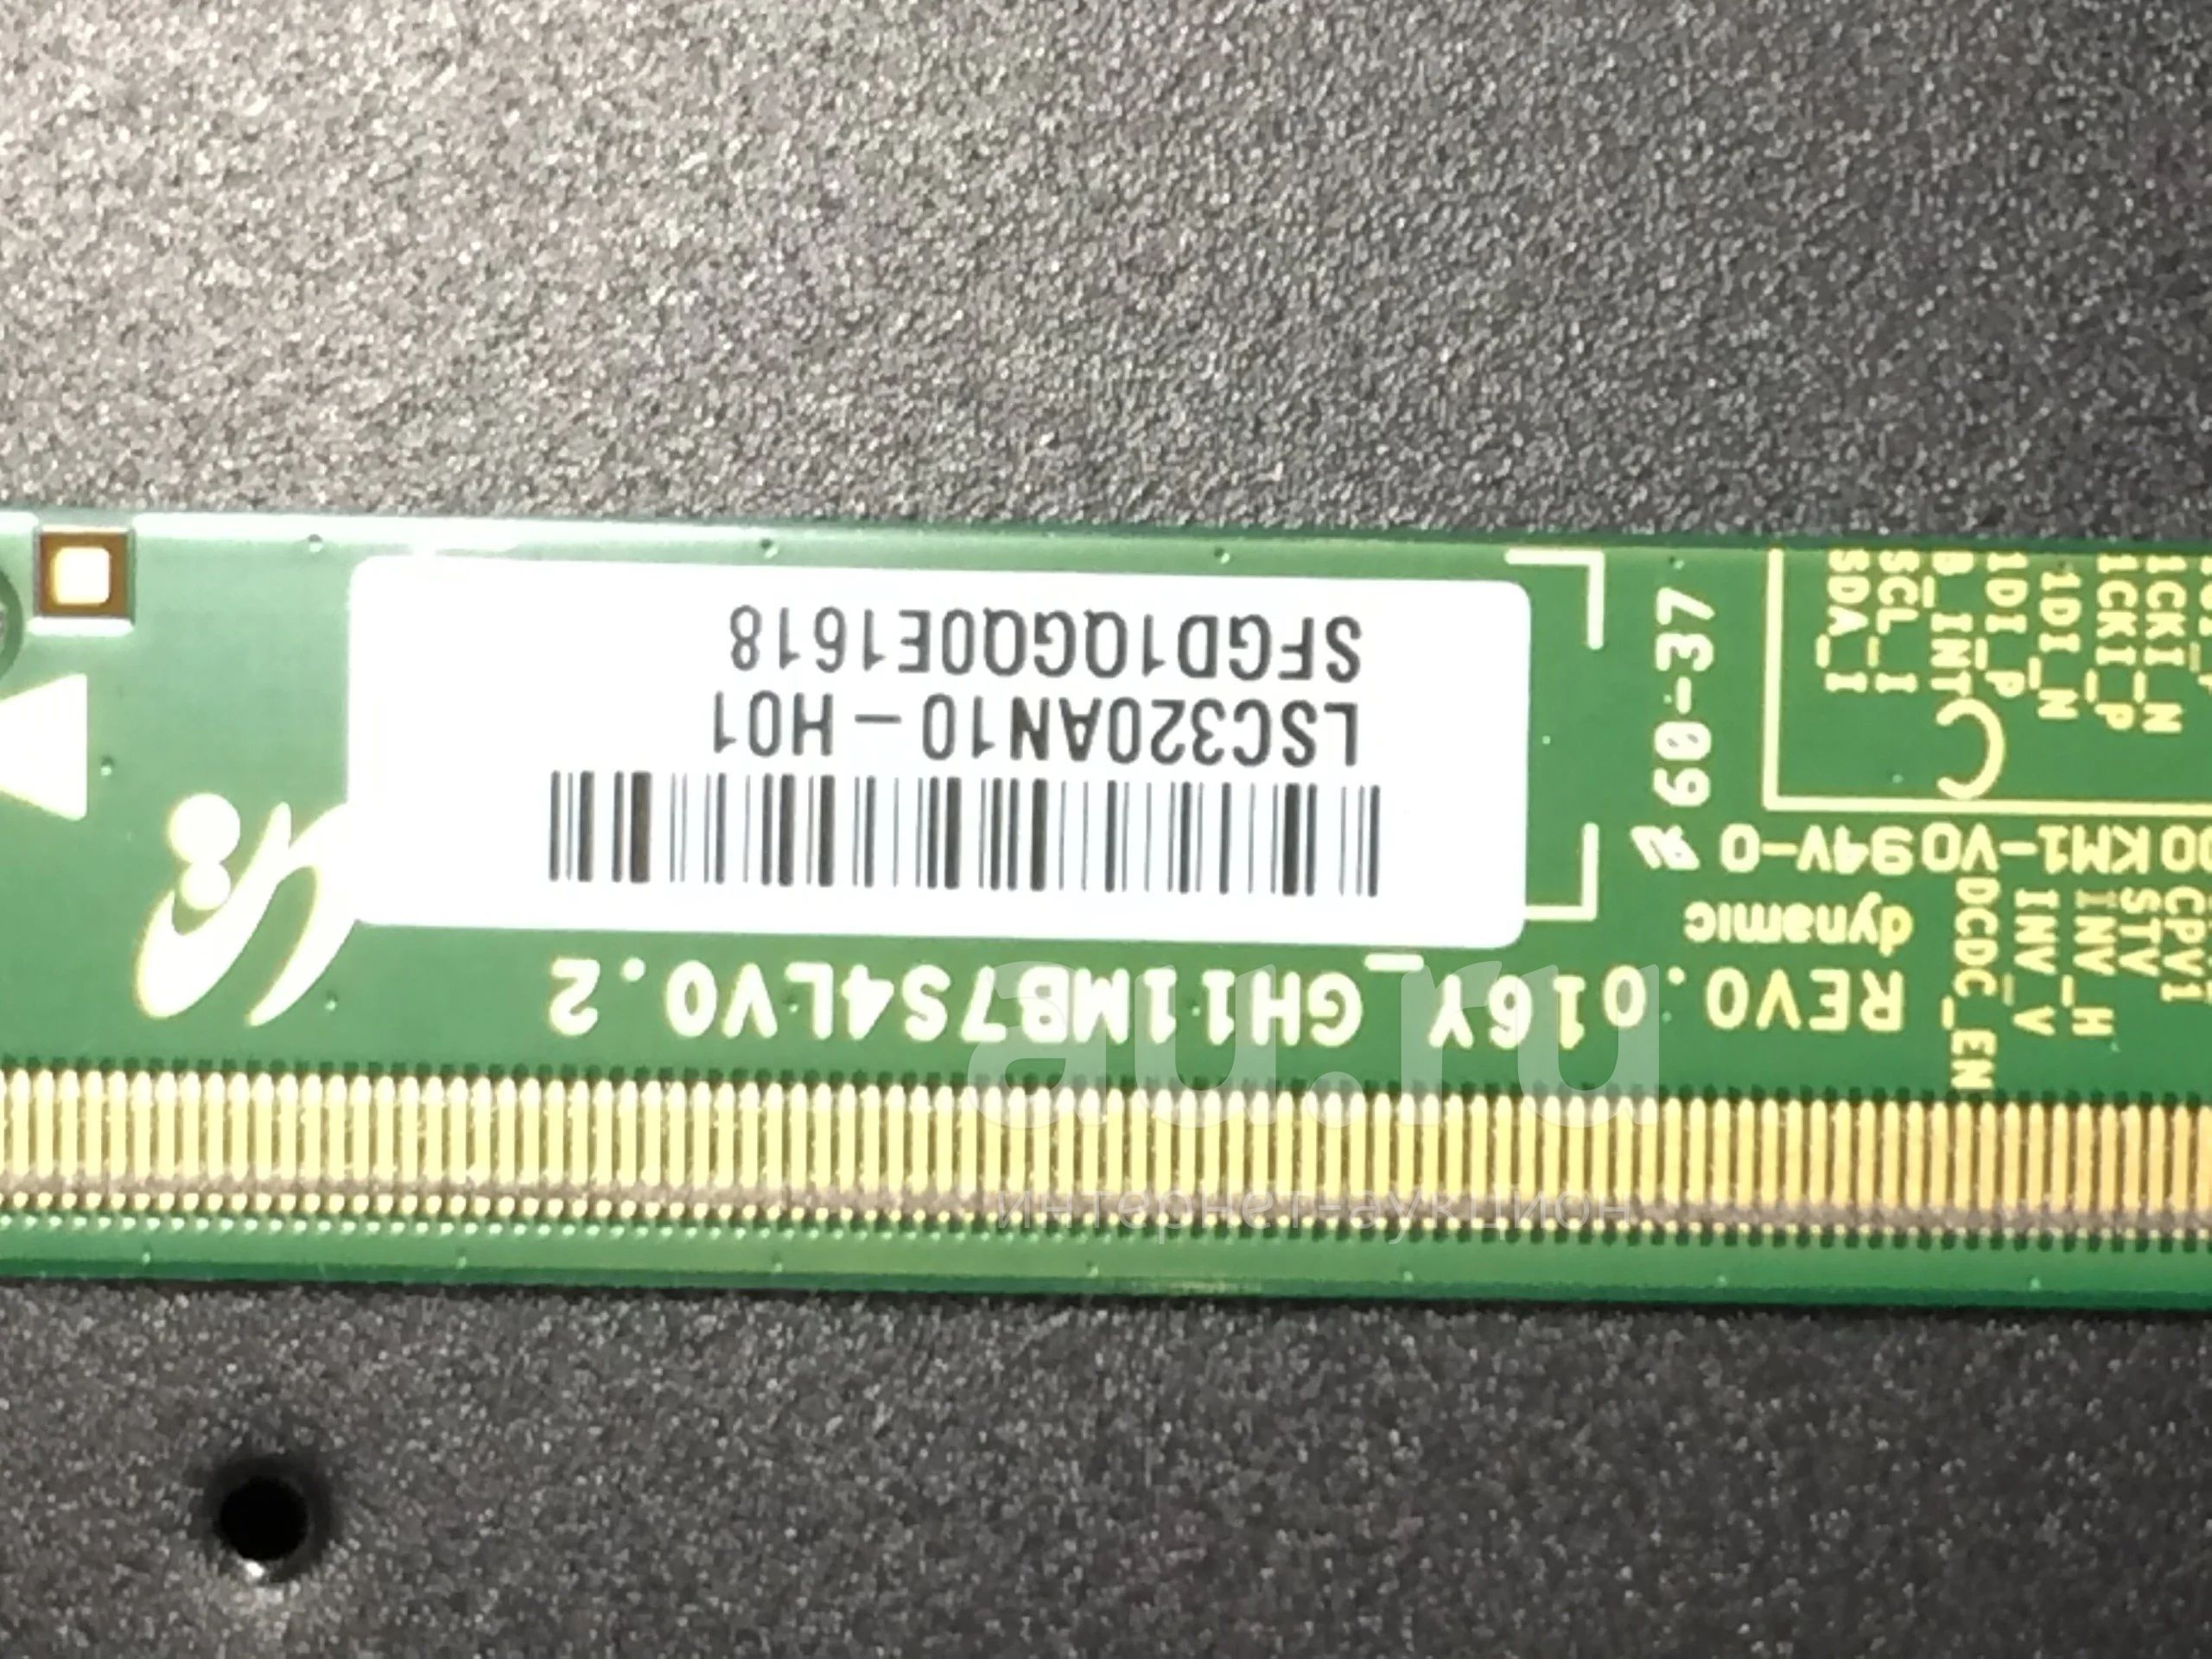 REV0.0
16Y_GH11MB7S4LV0.2
dynamic
KM1-V0 94V-0
60-37
LSC320AN10-H01
SFGD1QGQ0E1618
DCDC_EN
INV_V
INV_H
STV
CPV1
SDA_I
SCL_I
B_INT
1DI_P
1DI_N
1CKI_P
1CKI_N
au.ru
интернет-аукцион